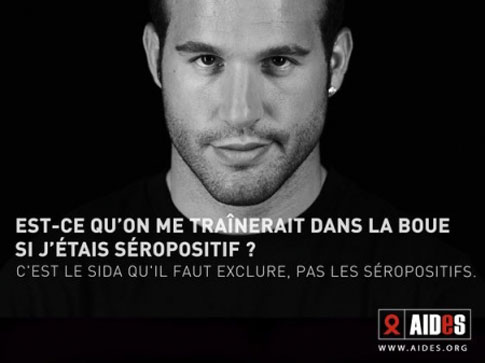 EST-CE QU'ON ME TRAÎNERAIT DANS LA BOUE
SI J'ÉTAIS SÉROPOSITIF ?
C'EST LE SIDA QU'IL FAUT EXCLURE, PAS LES SÉROPOSITIFS.
AIDeS
WWW.AIDES.ORG